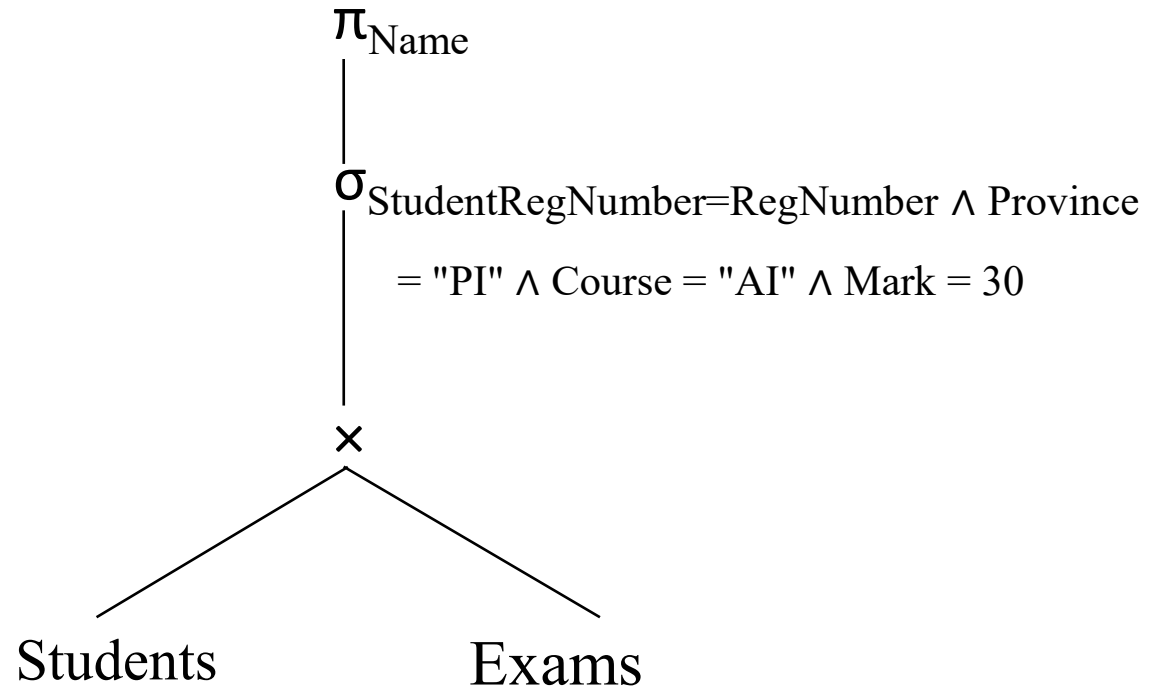 πName
σStudentRegNumber=RegNumber ∧ Province
= "PI" ∧ Course = "AI" ∧ Mark = 30
×
Students Exams